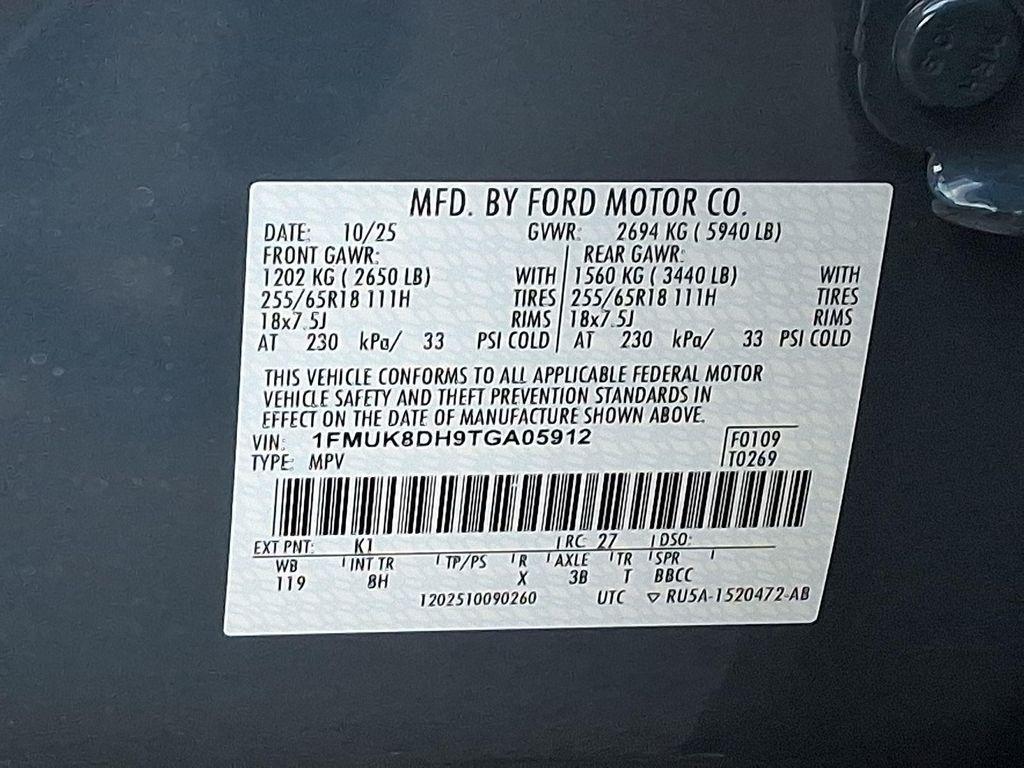 MFD. BY FORD MOTOR CO.
DATE: 10/25 GVWR: 2694 KG ( 5940 LB)
FRONT GAWR: REAR GAWR:
1202 KG ( 2650 LB) WITH 1560 KG ( 3440 LB) WITH
255/65R18 111H TIRES 255/65R18 111H TIRES
18x7.5J RIMS 18x7.5J RIMS
AT 230 kPa/ 33 PSI COLD AT 230 kPa/ 33 PSI COLD
THIS VEHICLE CONFORMS TO ALL APPLICABLE FEDERAL MOTOR
VEHICLE SAFETY AND THEFT PREVENTION STANDARDS IN
EFFECT ON THE DATE OF MANUFACTURE SHOWN ABOVE.
VIN: 1FMUK8DH9TGA05912 F0109
TYPE: MPV T0269
EXT PNT: K1 RC: 27 DSO:
WB INT TR TP/PS R AXLE TR SPR
119 8H X 3B T BBCC
1202510090260 UTC ▽ RU5A-1520472-AB